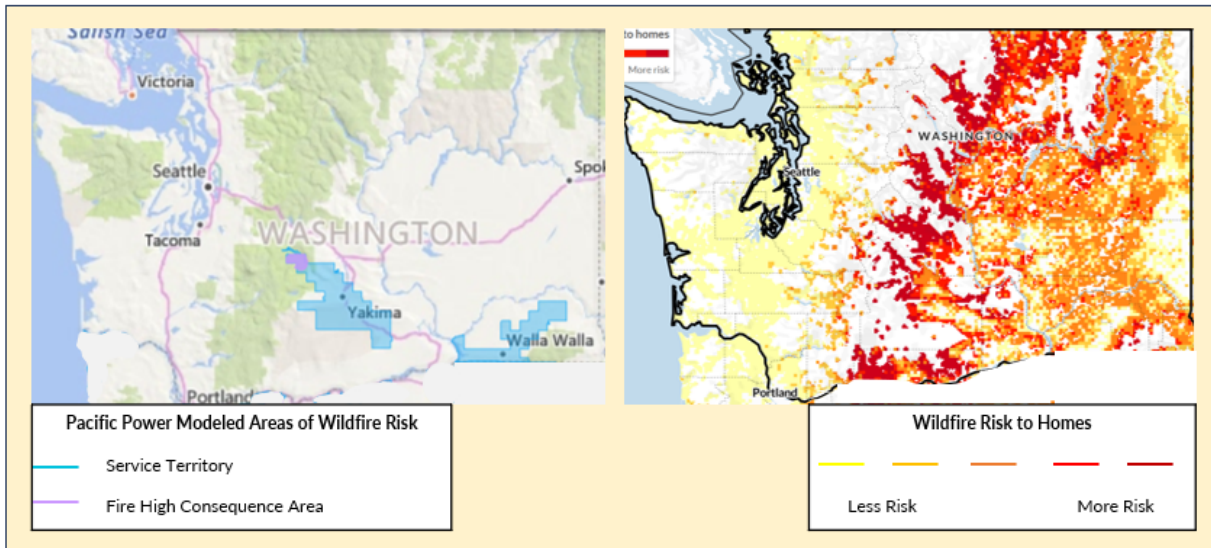 Salish Sea
Victoria
Seattle
Tacoma
WASHINGTON
Spok
Yakima
Walla Walla
Portland
to homes
More risk
WASHINGTON
Seattle
Portland
Pacific Power Modeled Areas of Wildfire Risk
Service Territory
Fire High Consequence Area
Wildfire Risk to Homes
Less Risk More Risk